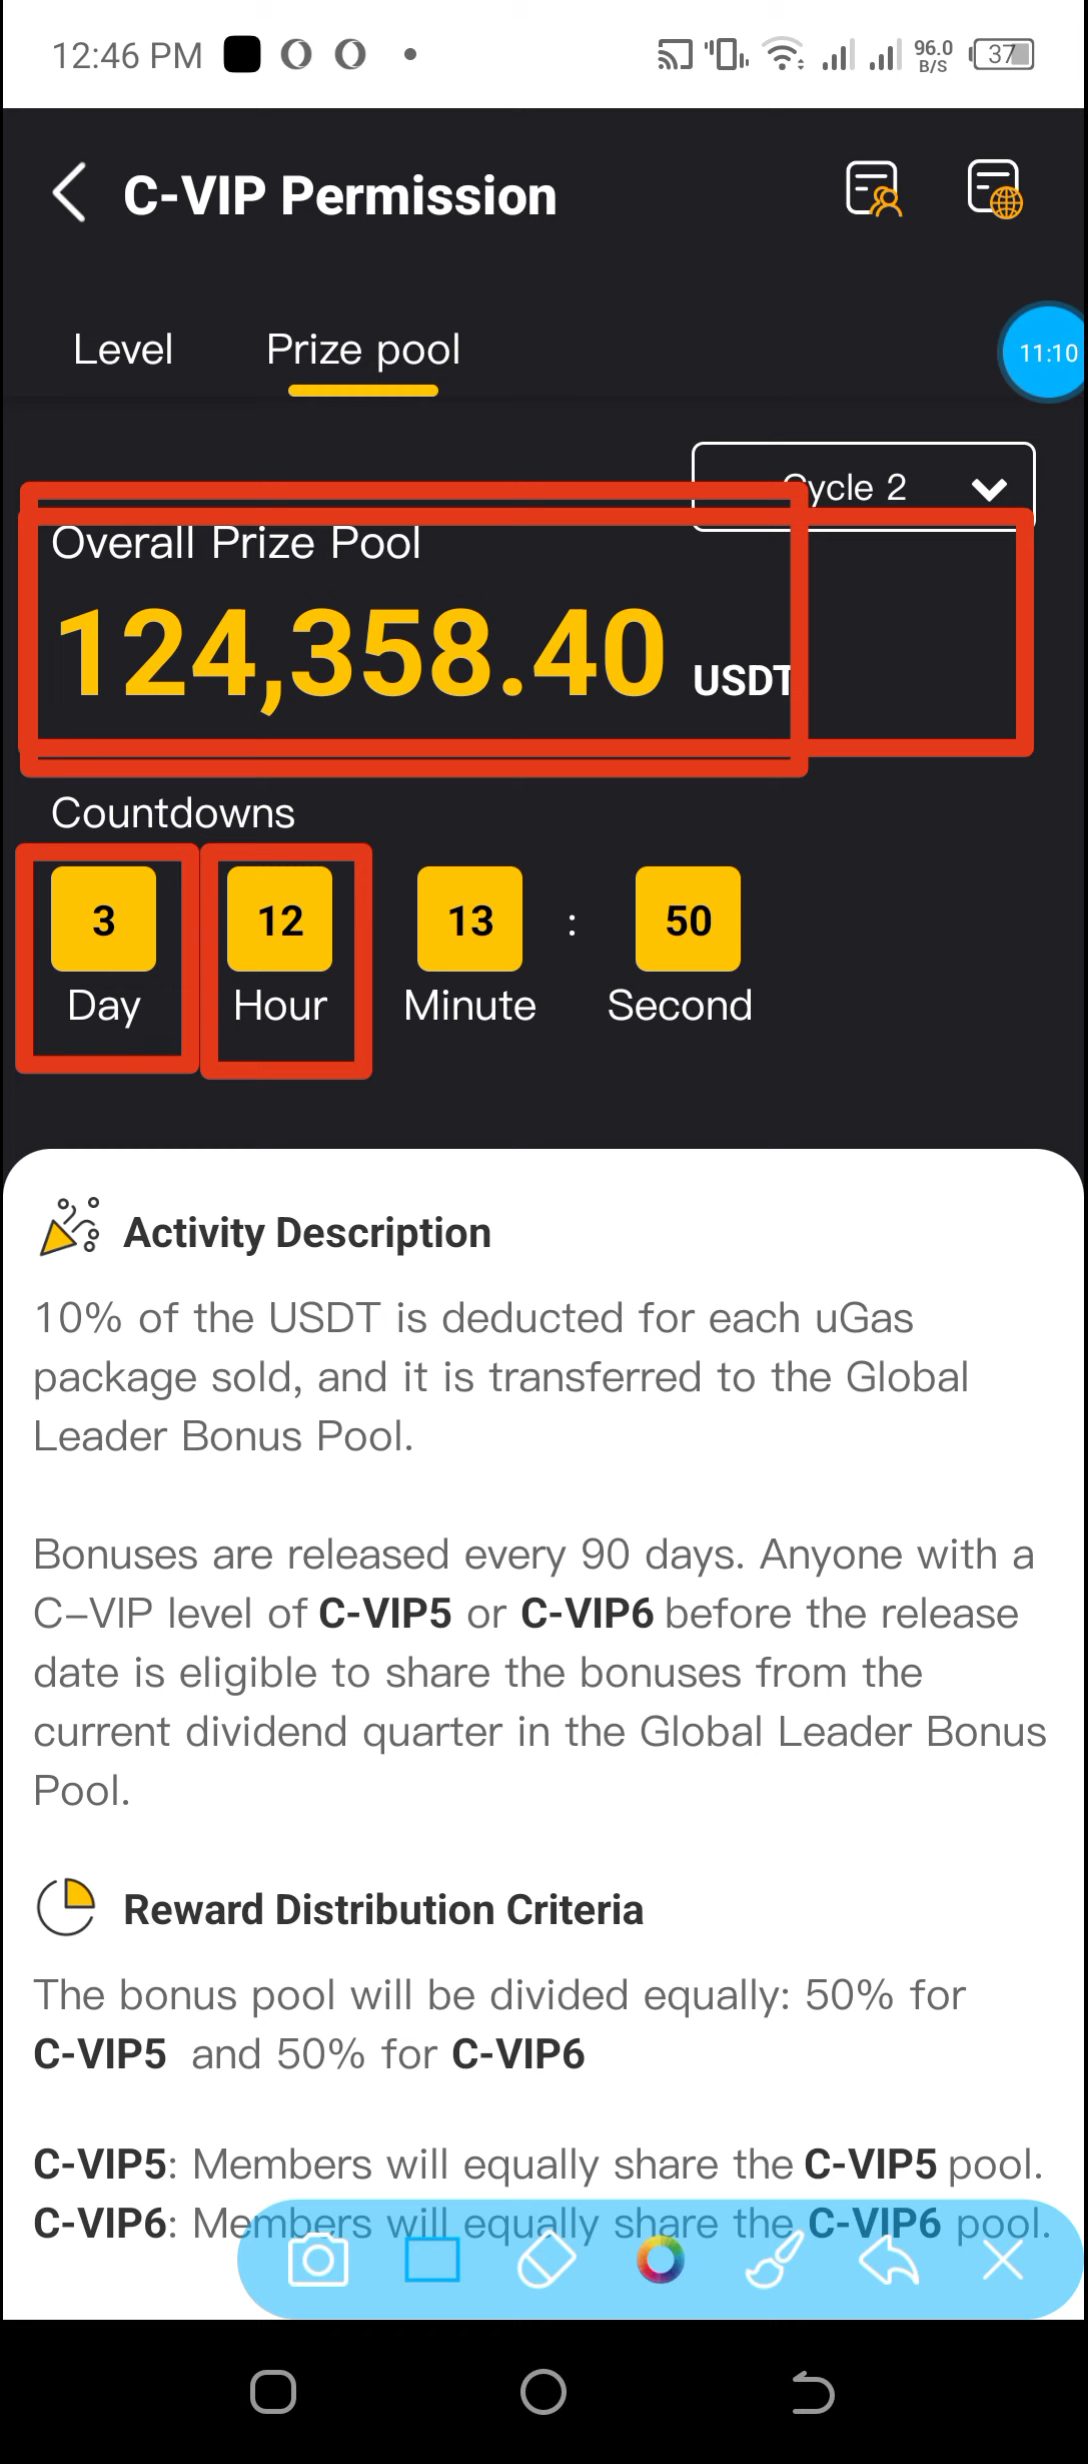 12:46 PM
96.0
B/S
37
C-VIP Permission
Level Prize pool
11:10
Cycle 2
Overall Prize Pool
124,358.40 USDT
Countdowns
3 12 13 : 50
Day Hour Minute Second
Activity Description
10% of the USDT is deducted for each uGas
package sold, and it is transferred to the Global
Leader Bonus Pool.
Bonuses are released every 90 days. Anyone with a
C–VIP level of C-VIP5 or C-VIP6 before the release
date is eligible to share the bonuses from the
current dividend quarter in the Global Leader Bonus
Pool.
Reward Distribution Criteria
The bonus pool will be divided equally: 50% for
C-VIP5 and 50% for C-VIP6
C-VIP5: Members will equally share the C-VIP5 pool.
C-VIP6: Members will equally share the C-VIP6 pool.